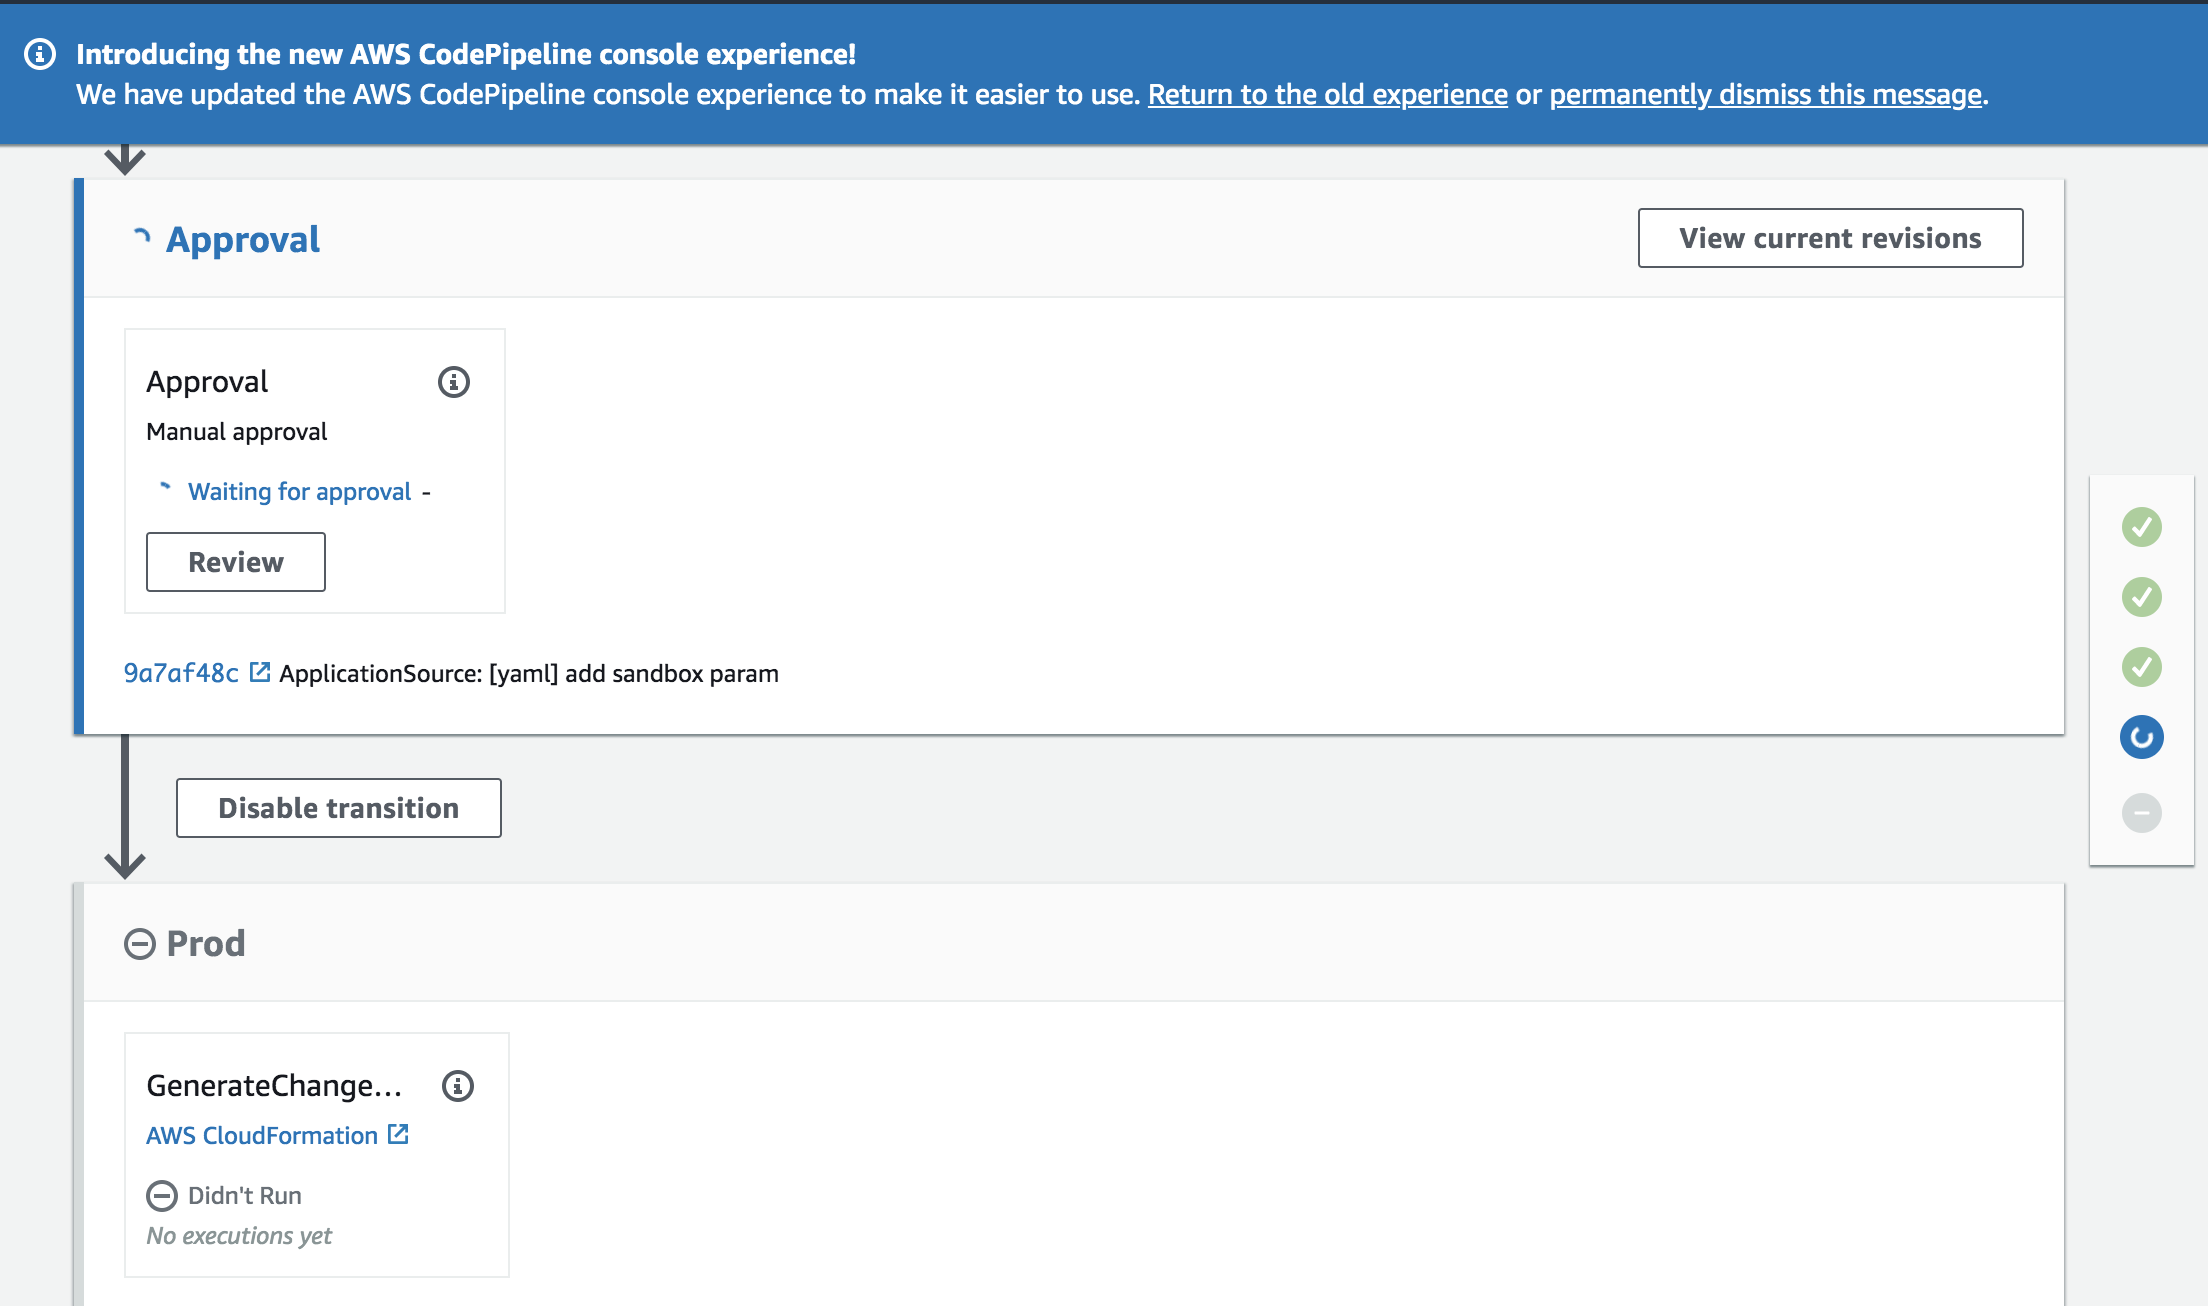 Introducing the new AWS CodePipeline console experience!
We have updated the AWS CodePipeline console experience to make it easier to use. Return to the old experience or permanently dismiss this message.
Approval
View current revisions
Approval
Manual approval
Waiting for approval -
Review
9a7af48c ApplicationSource: [yaml] add sandbox param
Disable transition
Prod
GenerateChange...
AWS CloudFormation
Didn't Run
No executions yet